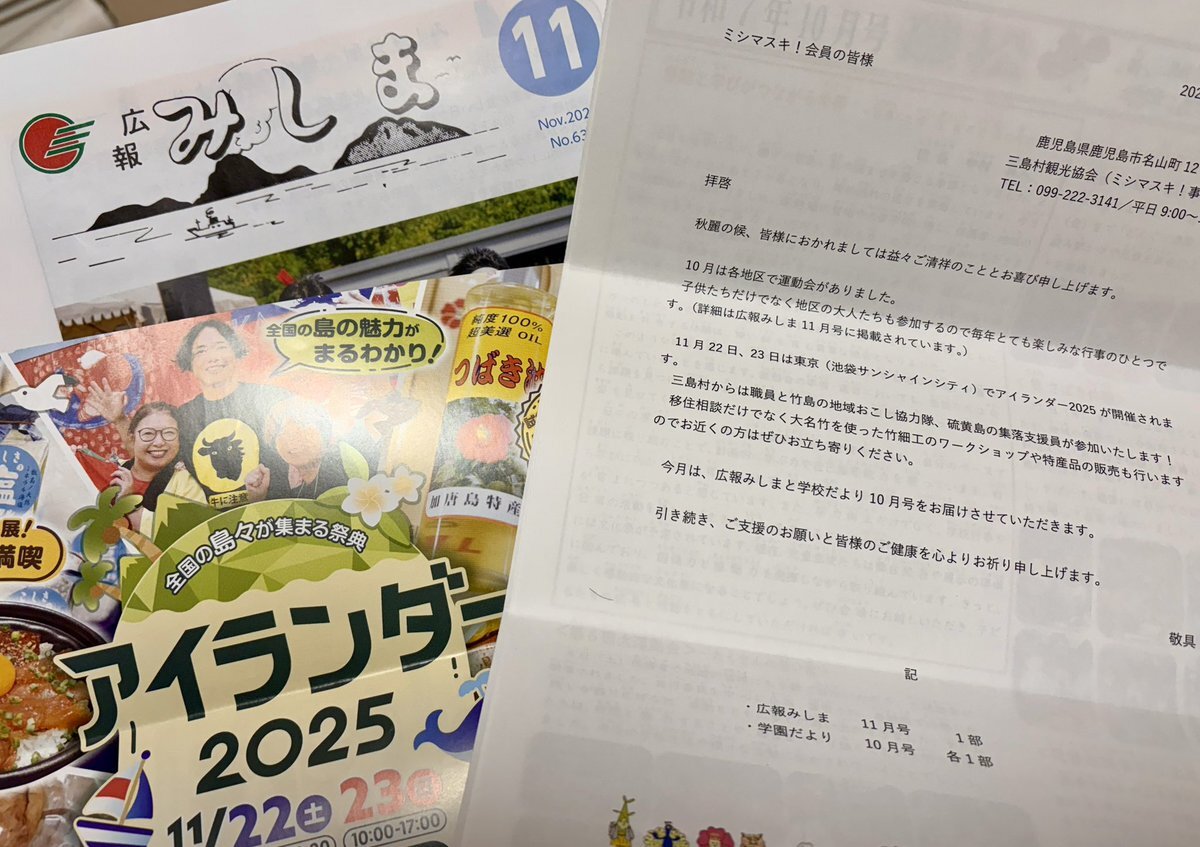 広報
みしま
11
Nov.202
No.63
全国の島の魅力が
まるわかり!
純度100%
超美選 OIL
つばき油
加唐島特産
牛に注意
展!
満喫
塩
全国の島々が集まる祭典
アイランダー
2025
11/22土 23日
10:00-17:00
ミシマスキ!会員の皆様
202
鹿児島県鹿児島市名山町 12
三島村観光協会(ミシマスキ!事
TEL:099-222-3141/平日 9:00~
拝啓
秋麗の候、皆様におかれましては益々ご清祥のこととお喜び申し上げます。
10 月は各地区で運動会がありました。
子供たちだけでなく地区の大人たちも参加するので毎年とても楽しみな行事のひとつで
す。(詳細は広報みしま 11 月号に掲載されています。)
11 月 22 日、23 日は東京(池袋サンシャインシティ)でアイランダー2025 が開催されま
す。
三島村からは職員と竹島の地域おこし協力隊、硫黄島の集落支援員が参加いたします!
移住相談だけでなく大名竹を使った竹細工のワークショップや特産品の販売も行います
のでお近くの方はぜひお立ち寄りください。
今月は、広報みしまと学校だより 10 月号をお届けさせていただきます。
引き続き、ご支援のお願いと皆様のご健康を心よりお祈り申し上げます。
敬具
記
・広報みしま 11 月号 1 部
・学園だより 10 月号 各 1 部